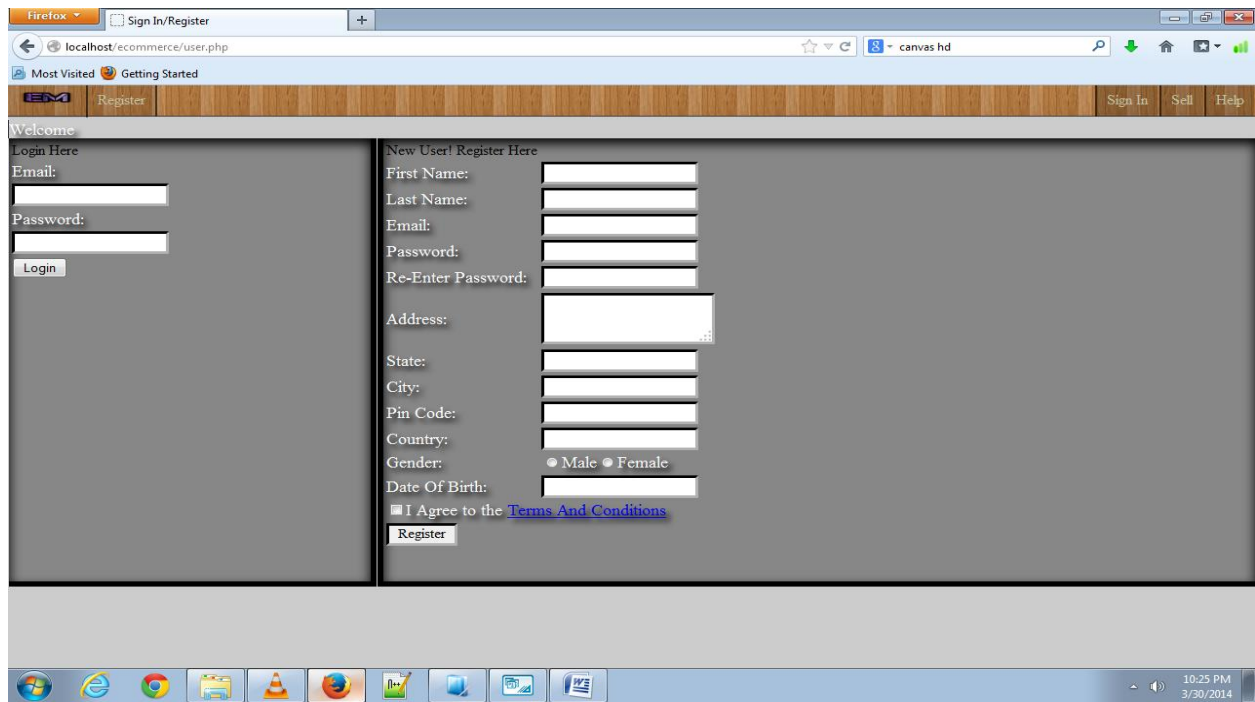 Firefox
Sign In/Register
+
localhost/ecommerce/user.php
8 canvas hd
Most Visited Getting Started
EM Register Sign In Sell Help
Welcome
Login Here
Email:
Password:
Login
New User! Register Here
First Name:
Last Name:
Email:
Password:
Re-Enter Password:
Address:
State:
City:
Pin Code:
Country:
Gender: Male Female
Date Of Birth:
I Agree to the Terms And Conditions
Register
10:25 PM
3/30/2014